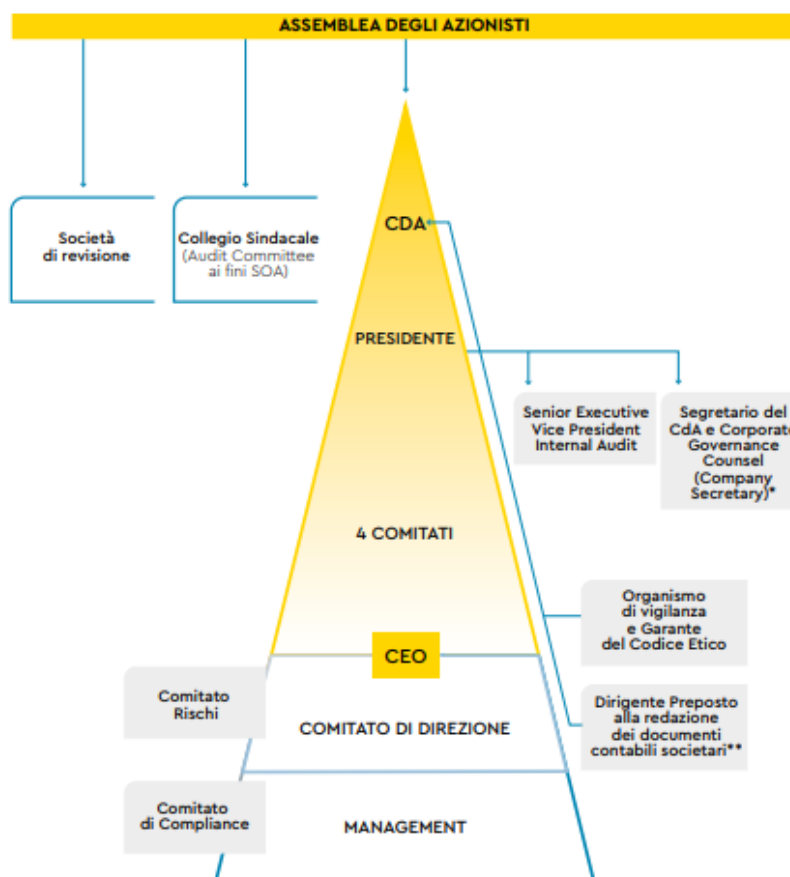 ASSEMBLEA DEGLI AZIONISTI
Società
di revisione
Collegio Sindacale
(Audit Committee
ai fini SOA)
CDA
PRESIDENTE
Senior Executive
Vice President
Internal Audit
Segretario del
CdA e Corporate
Governance
Counsel
(Company
Secretary)*
4 COMITATI
Organismo
di vigilanza
e Garante
del Codice Etico
CEO
Comitato
Rischi
COMITATO DI DIREZIONE
Dirigente Preposto
alla redazione
dei documenti
contabili societari**
Comitato
di Compliance
MANAGEMENT